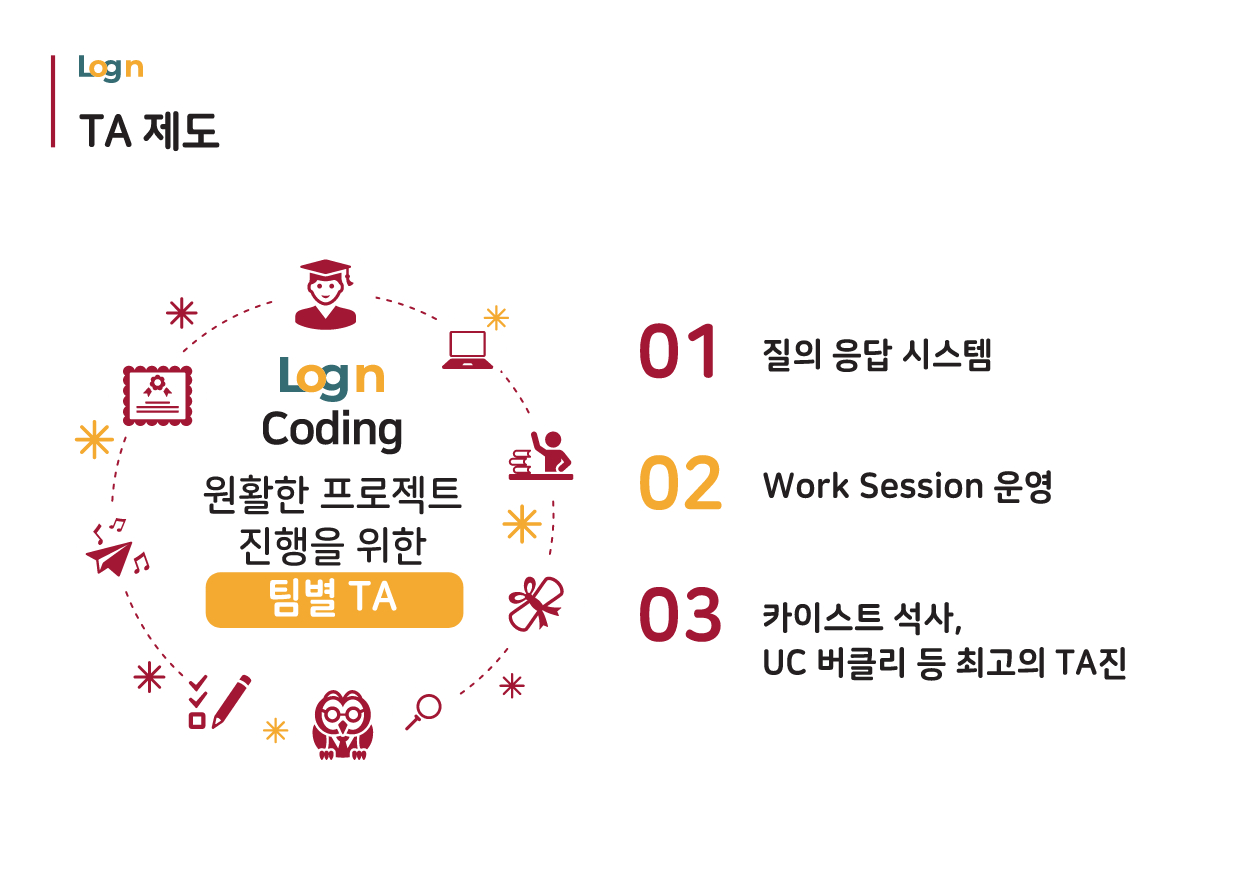 Login
TA 제도
Login
Coding
원활한 프로젝트
진행을 위한
팀별 TA
01
질의 응답 시스템
02
Work Session 운영
03
카이스트 석사,
UC 버클리 등 최고의 TA진